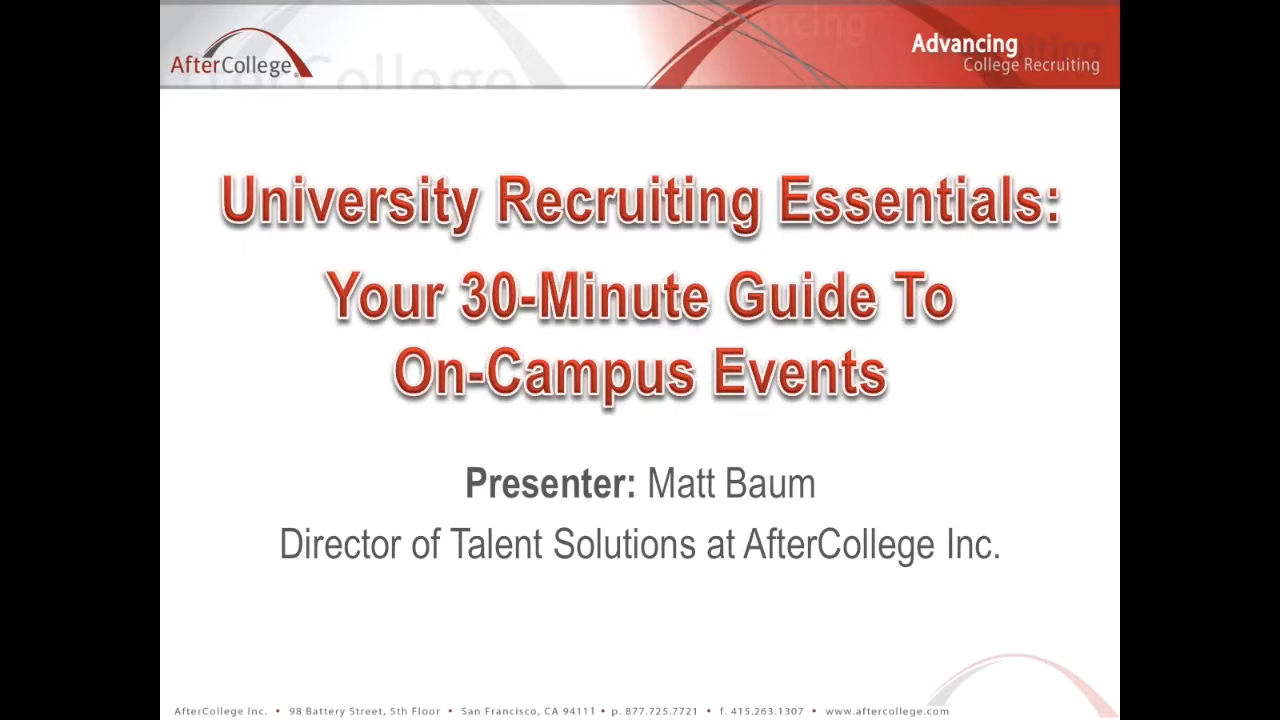 AfterCollege
Advancing
College Recruiting
University Recruiting Essentials:
Your 30-Minute Guide To
On-Campus Events
Presenter: Matt Baum
Director of Talent Solutions at AfterCollege Inc.
AfterCollege Inc. • 98 Battery Street, 5th Floor • San Francisco, CA 94111 • p. 877.725.7721 • f. 415.263.1307 • www.aftercollege.com